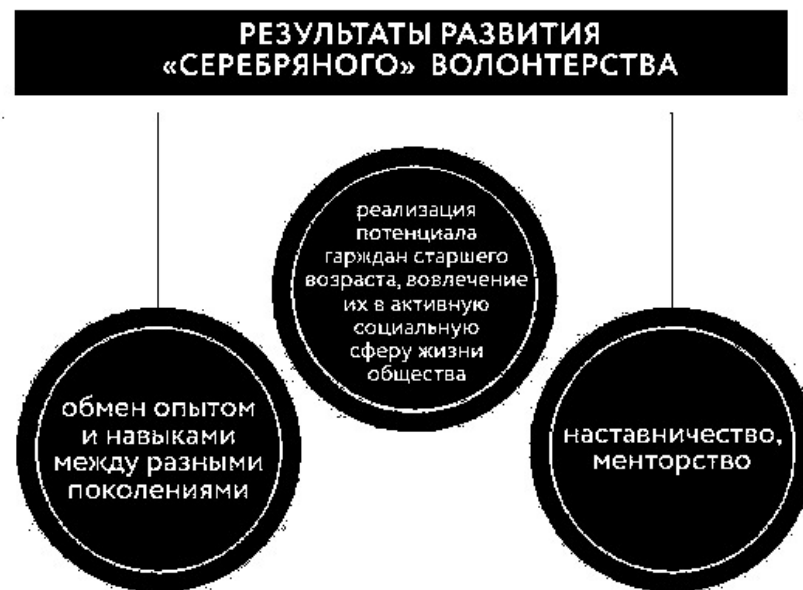 РЕЗУЛЬТАТЫ РАЗВИТИЯ
«СЕРЕБРЯНОГО» ВОЛОНТЕРСТВА
реализация
потенциала
гарждан старшего
возраста, вовлечение
их в активную
социальную
сферу жизни
общества
обмен опытом
и навыками
между разными
поколениями
наставничество,
менторство